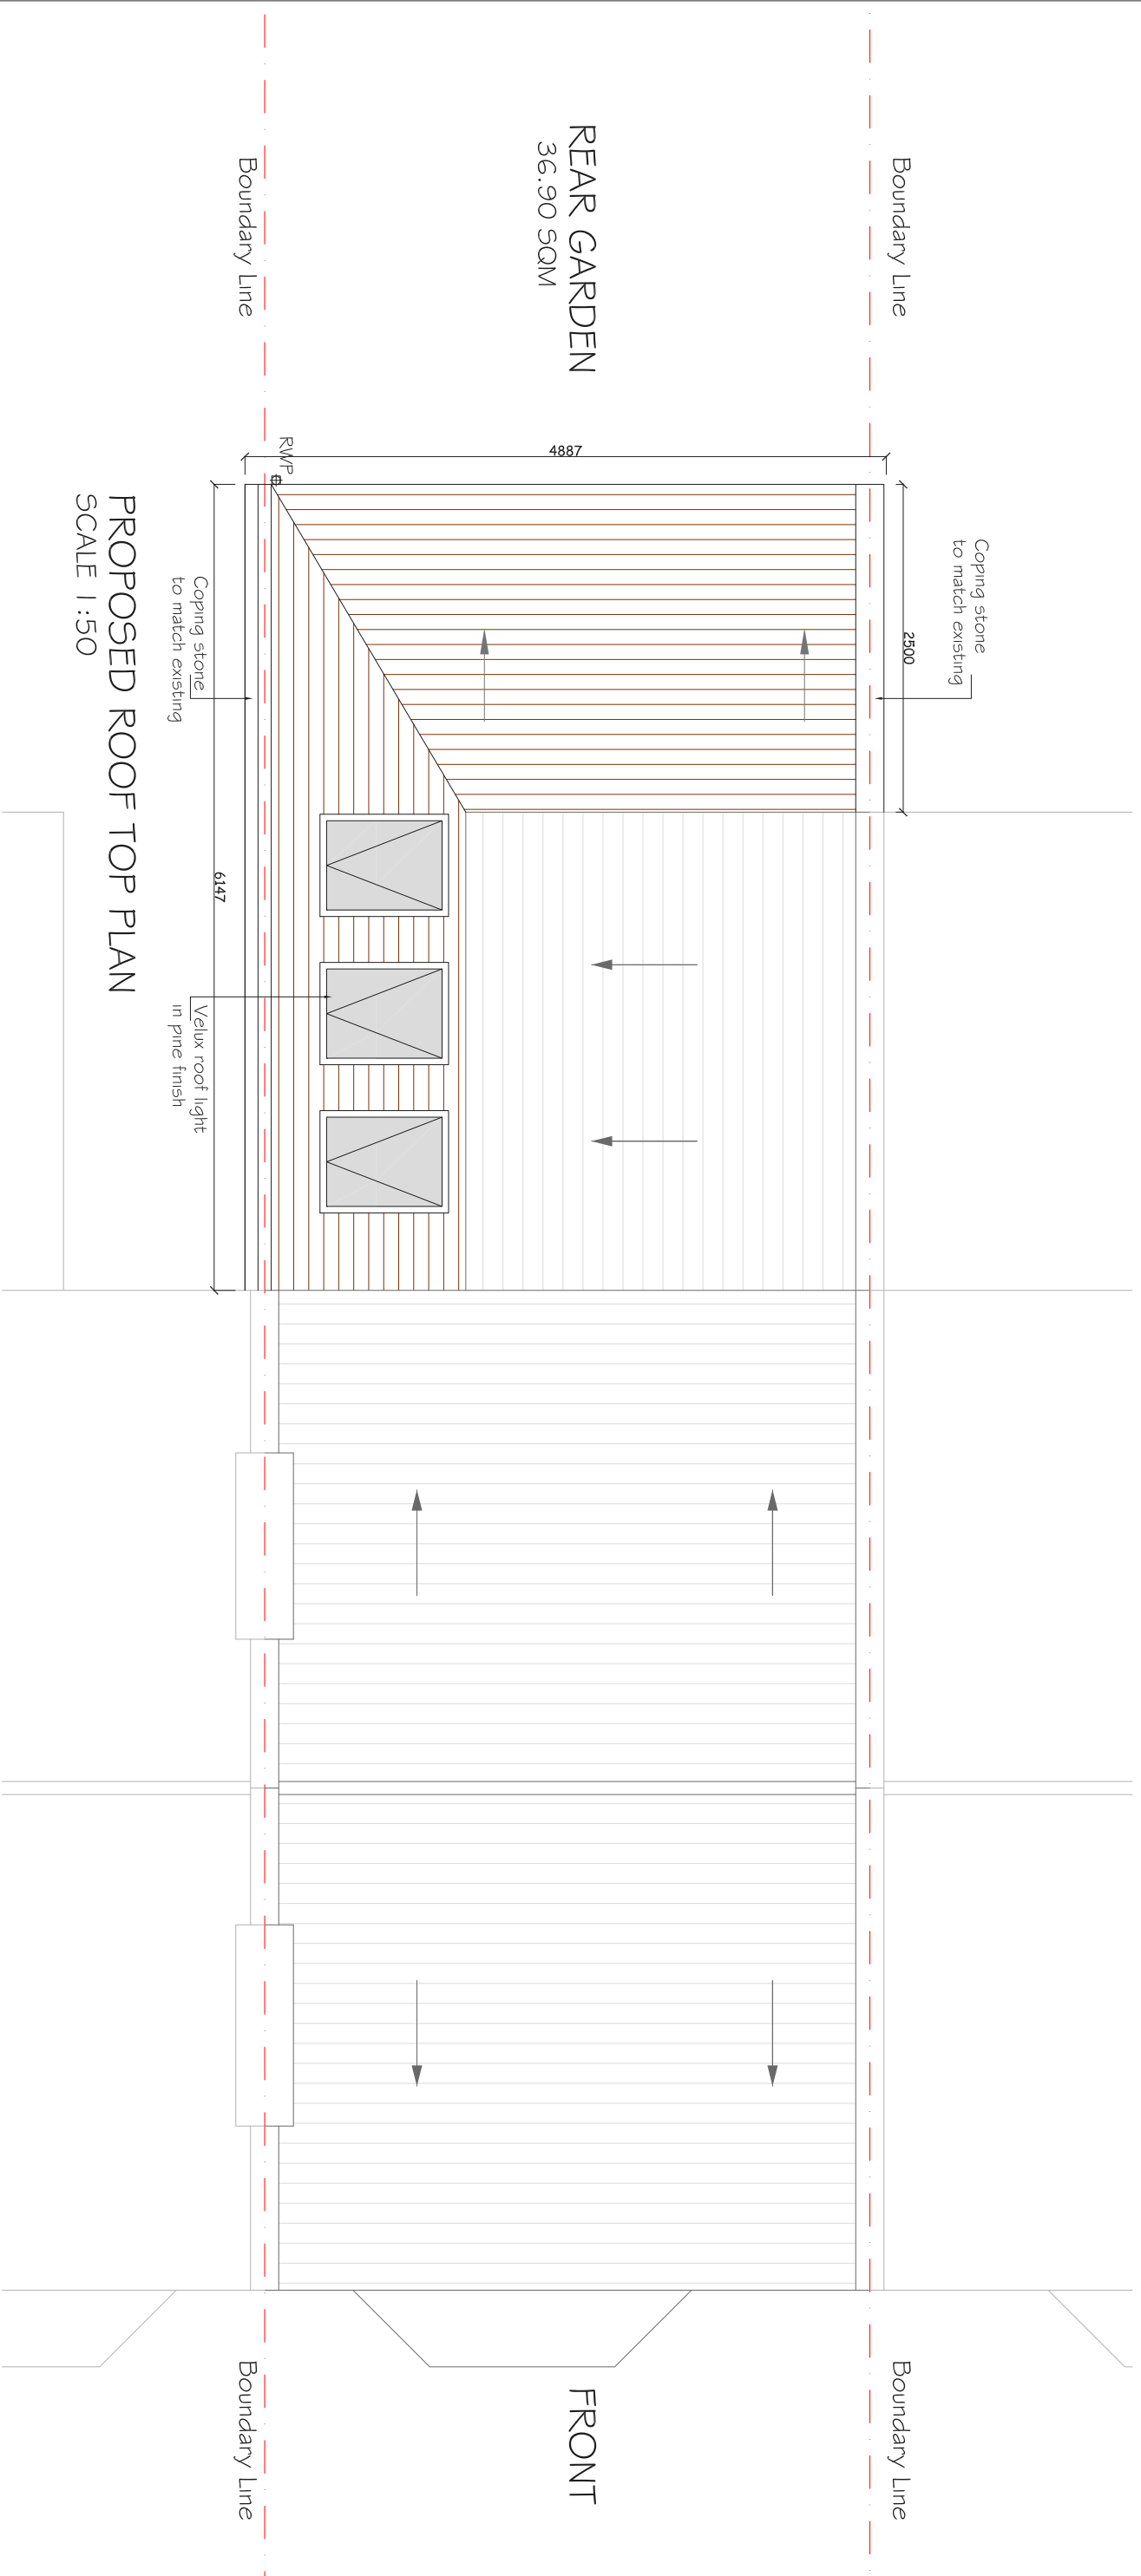 Boundary Line
Boundary Line
REAR GARDEN
36.90 SQM
4887
RWP
2500
Coping stone
to match existing
Coping stone
to match existing
6147
Velux roof light
in pine finish
PROPOSED ROOF TOP PLAN
SCALE 1:50
Boundary Line
FRONT
Boundary Line